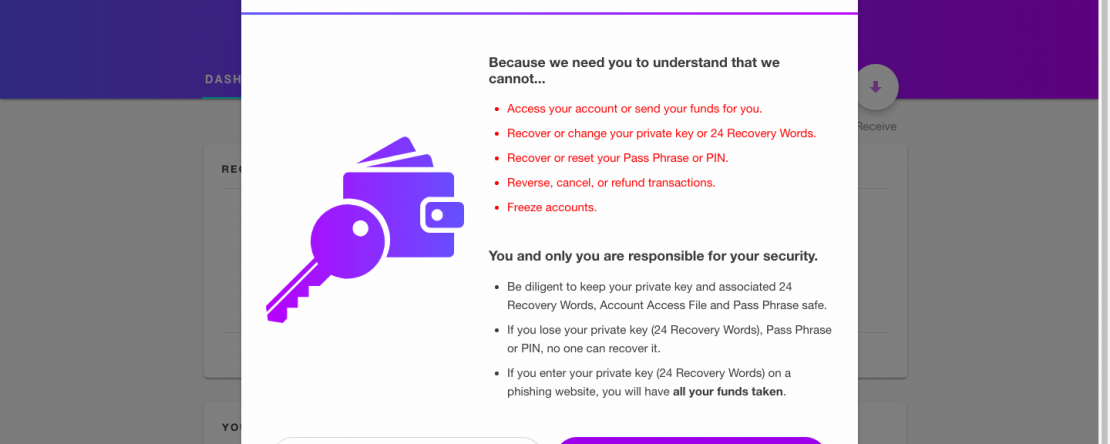 Because we need you to understand that we
cannot...
DASH
Access your account or send your funds for you.
Receive
Recover or change your private key or 24 Recovery Words.
Recover or reset your Pass Phrase or PIN.
REC
Reverse, cancel, or refund transactions.
Freeze accounts.
You and only you are responsible for your security.
Be diligent to keep your private key and associated 24
Recovery Words, Account Access File and Pass Phrase safe.
If you lose your private key (24 Recovery Words), Pass Phrase
or PIN, no one can recover it.
If you enter your private key (24 Recovery Words) on a
phishing website, you will have all your funds taken.
YO